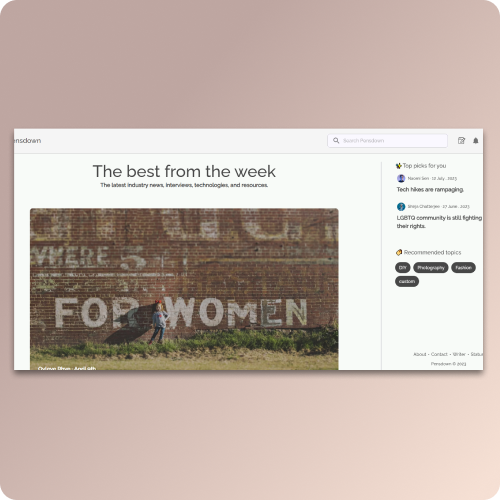 ensdown
Search Pensdown
The best from the week
The latest industry news, interviews, technologies, and resources.
WHERE
FOR WOMEN
Top picks for you
Tech hikes are rampaging.
LGBTQ community is still fighting
their rights.
Recommended topics
DIY
Photography
Fashion
custom
About • Contact • Writer • Status
Pensdown © 2023